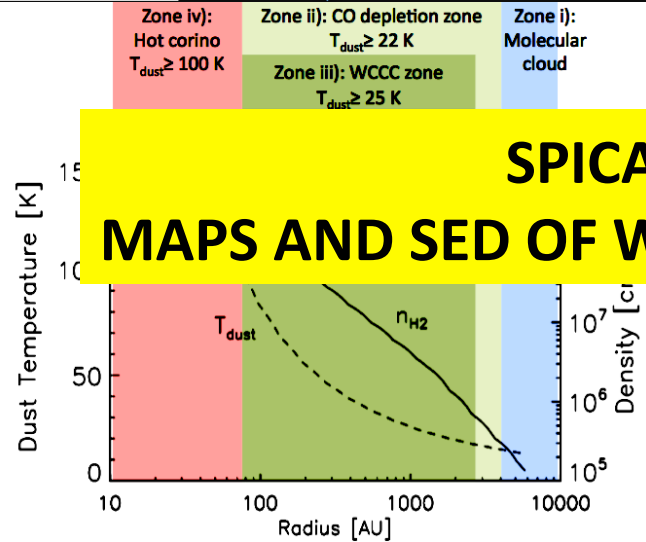 Zone iv):
Hot corino
Tdust≥ 100 K
Zone ii): CO depletion zone
Tdust≥ 22 K
Zone i):
Molecular
cloud
Zone iii): WCCC zone
Tdust≥ 25 K
SPICA
MAPS AND SED OF
Dust Temperature [K]
50
0
Tdust
nH2
10⁷
10⁶
10⁵
Density
10
100
1000
10000
Radius [AU]